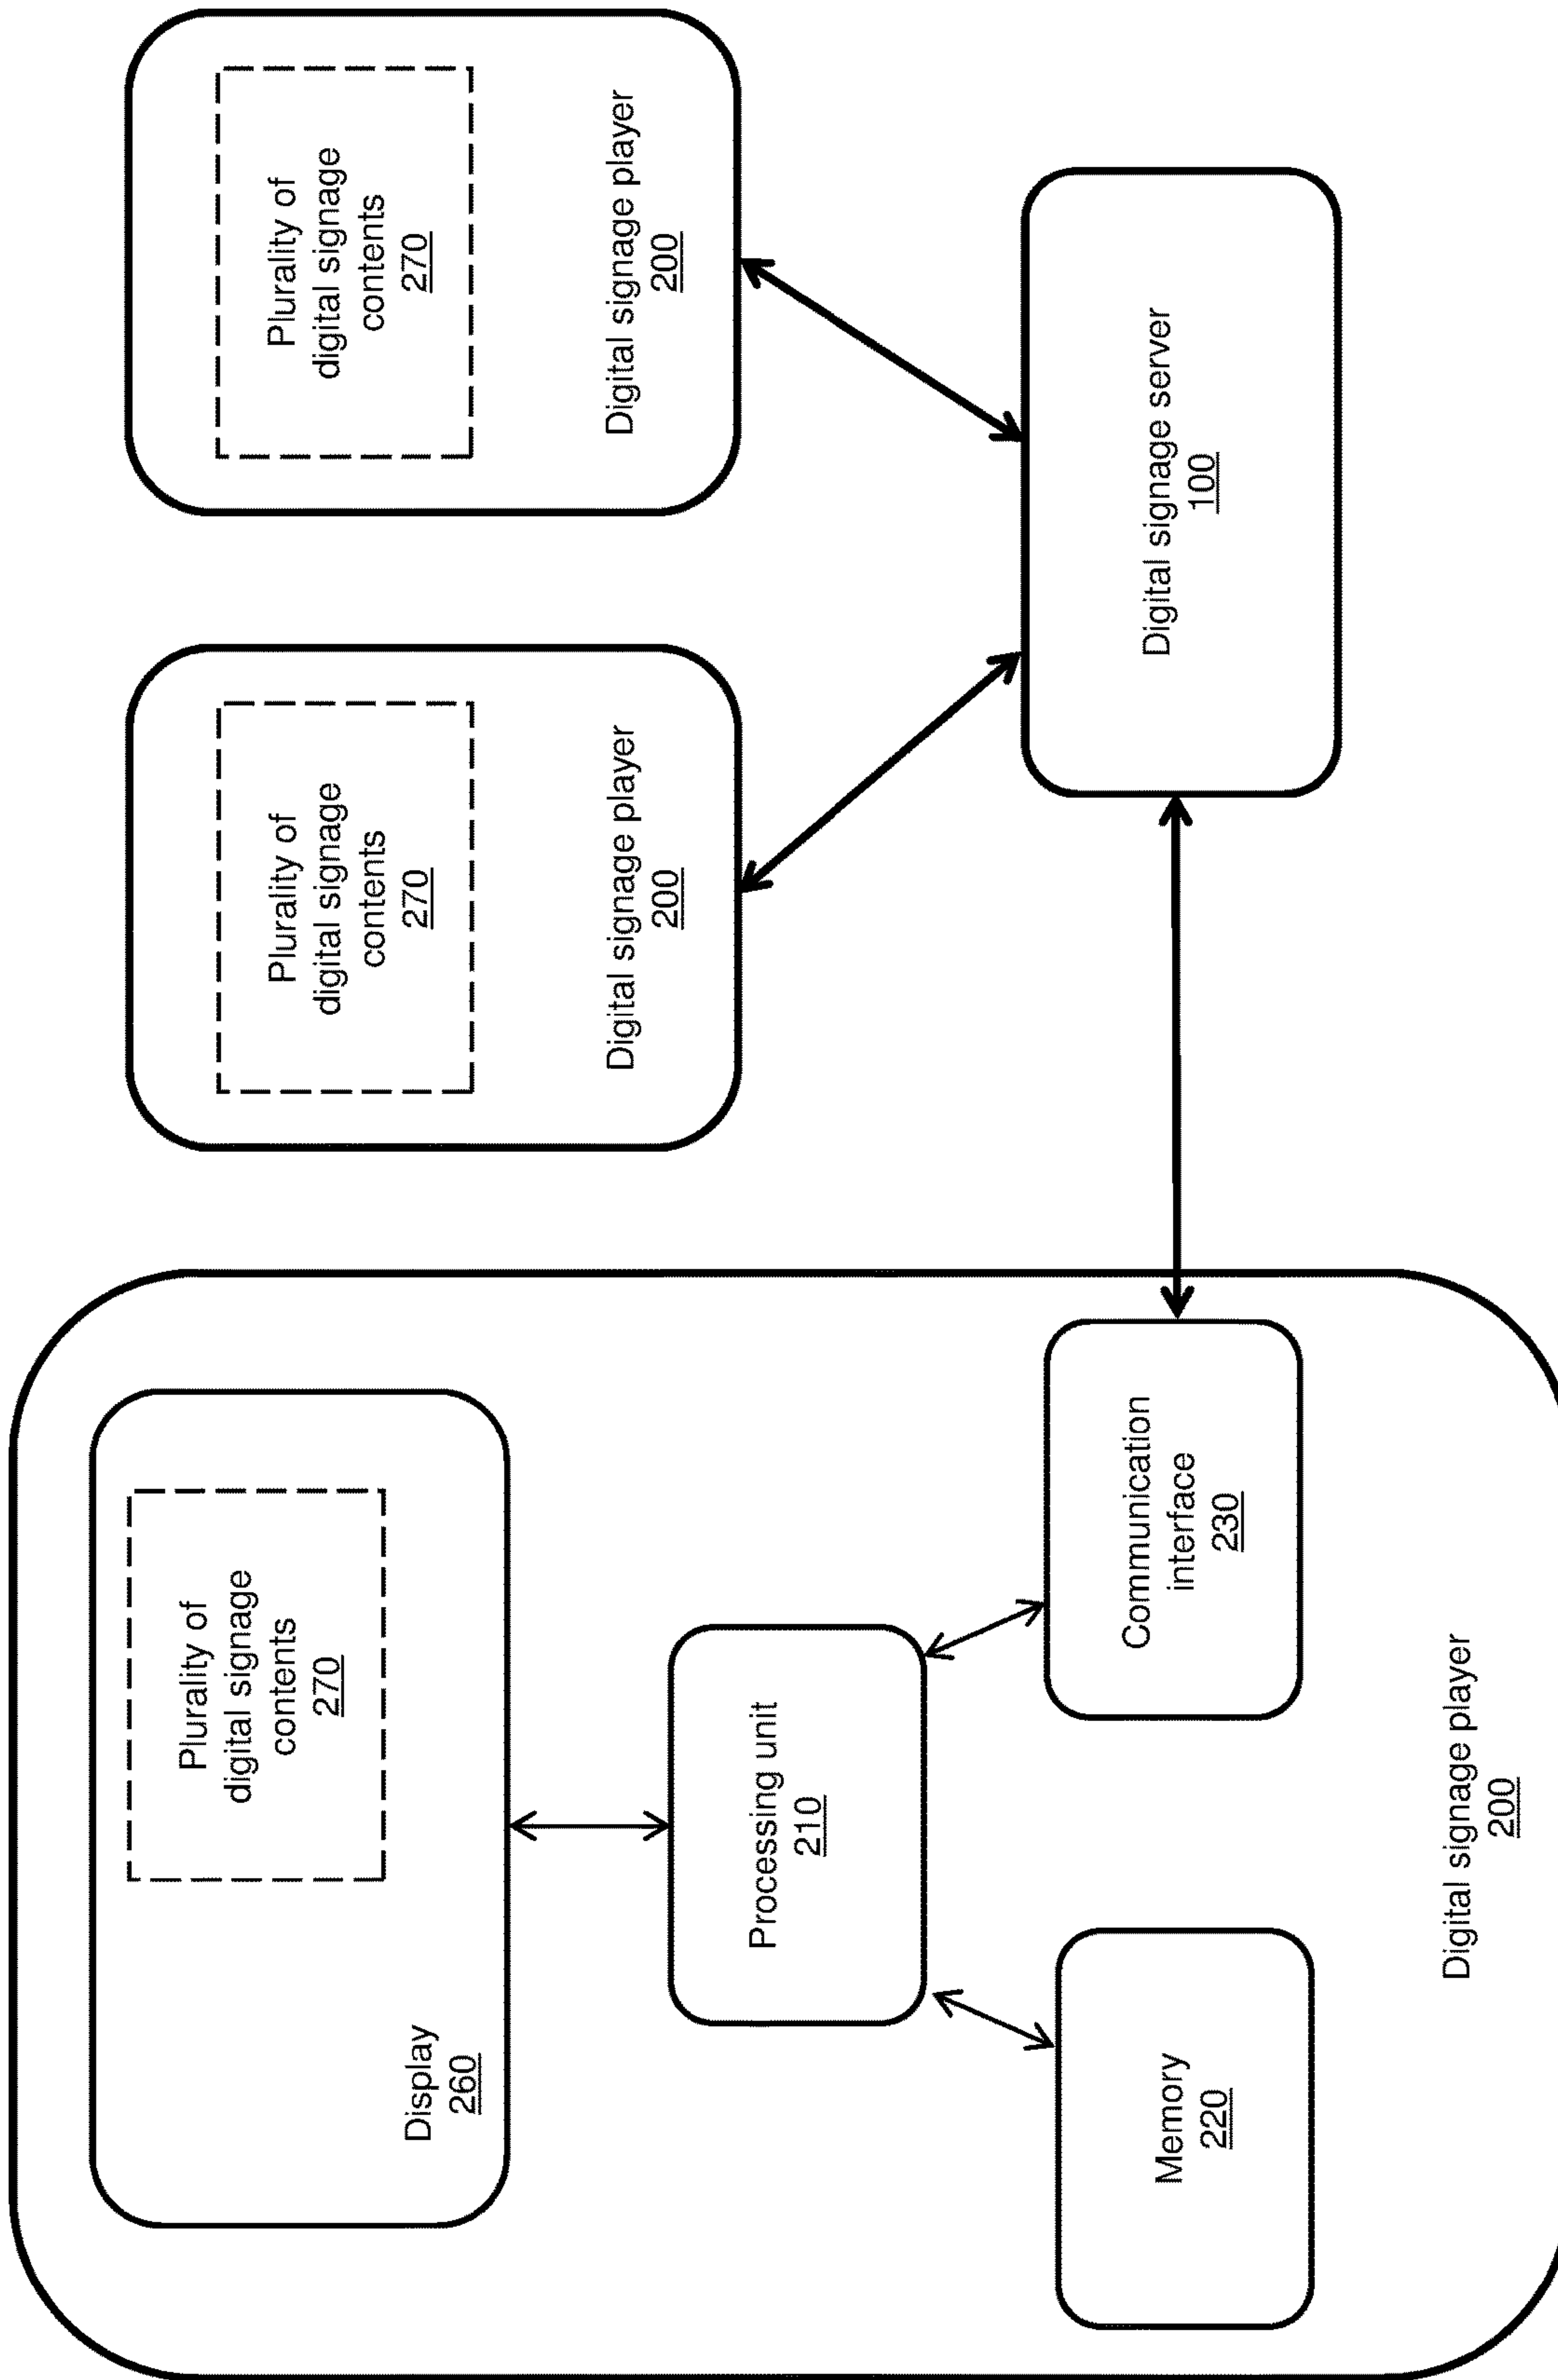 Plurality of
digital signage
contents
270
Display
260
Processing unit
210
Memory
220
Communication
interface
230
Digital signage player
200
Plurality of
digital signage
contents
270
Digital signage player
200
Plurality of
digital signage
contents
270
Digital signage player
200
Digital signage server
100